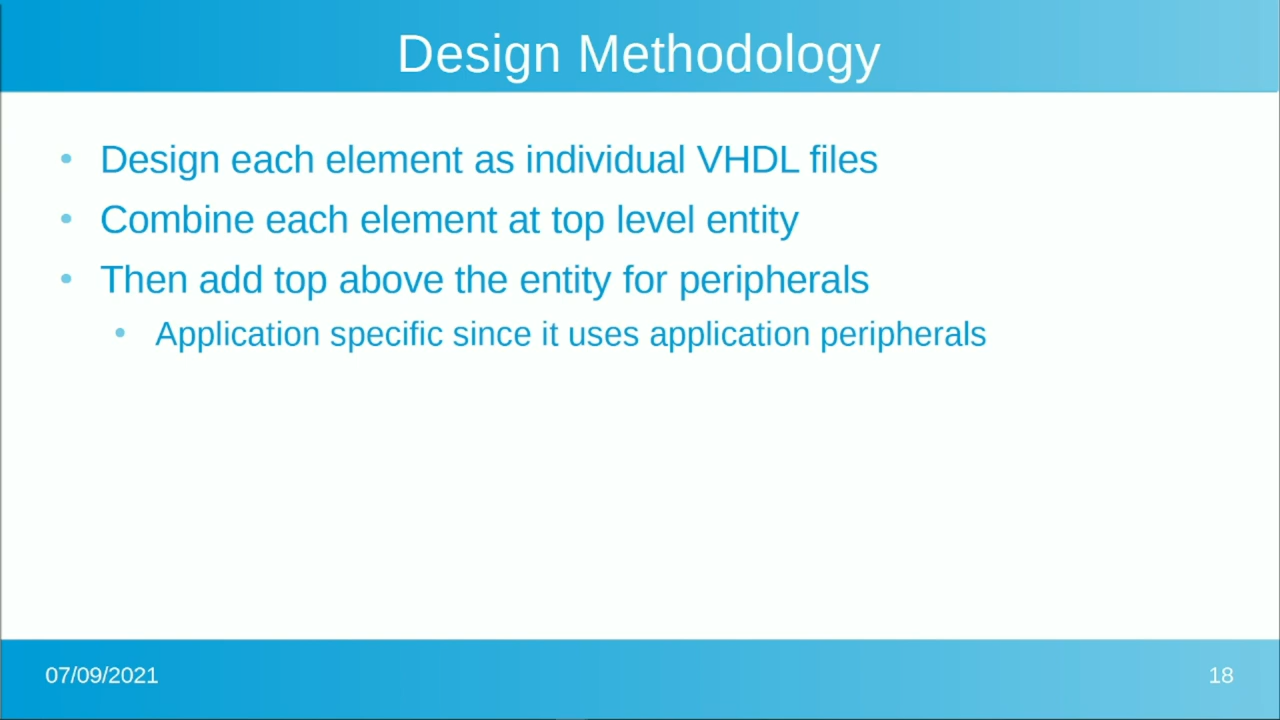 Design Methodology
• Design each element as individual VHDL files
• Combine each element at top level entity
• Then add top above the entity for peripherals
• Application specific since it uses application peripherals
07/09/2021
18